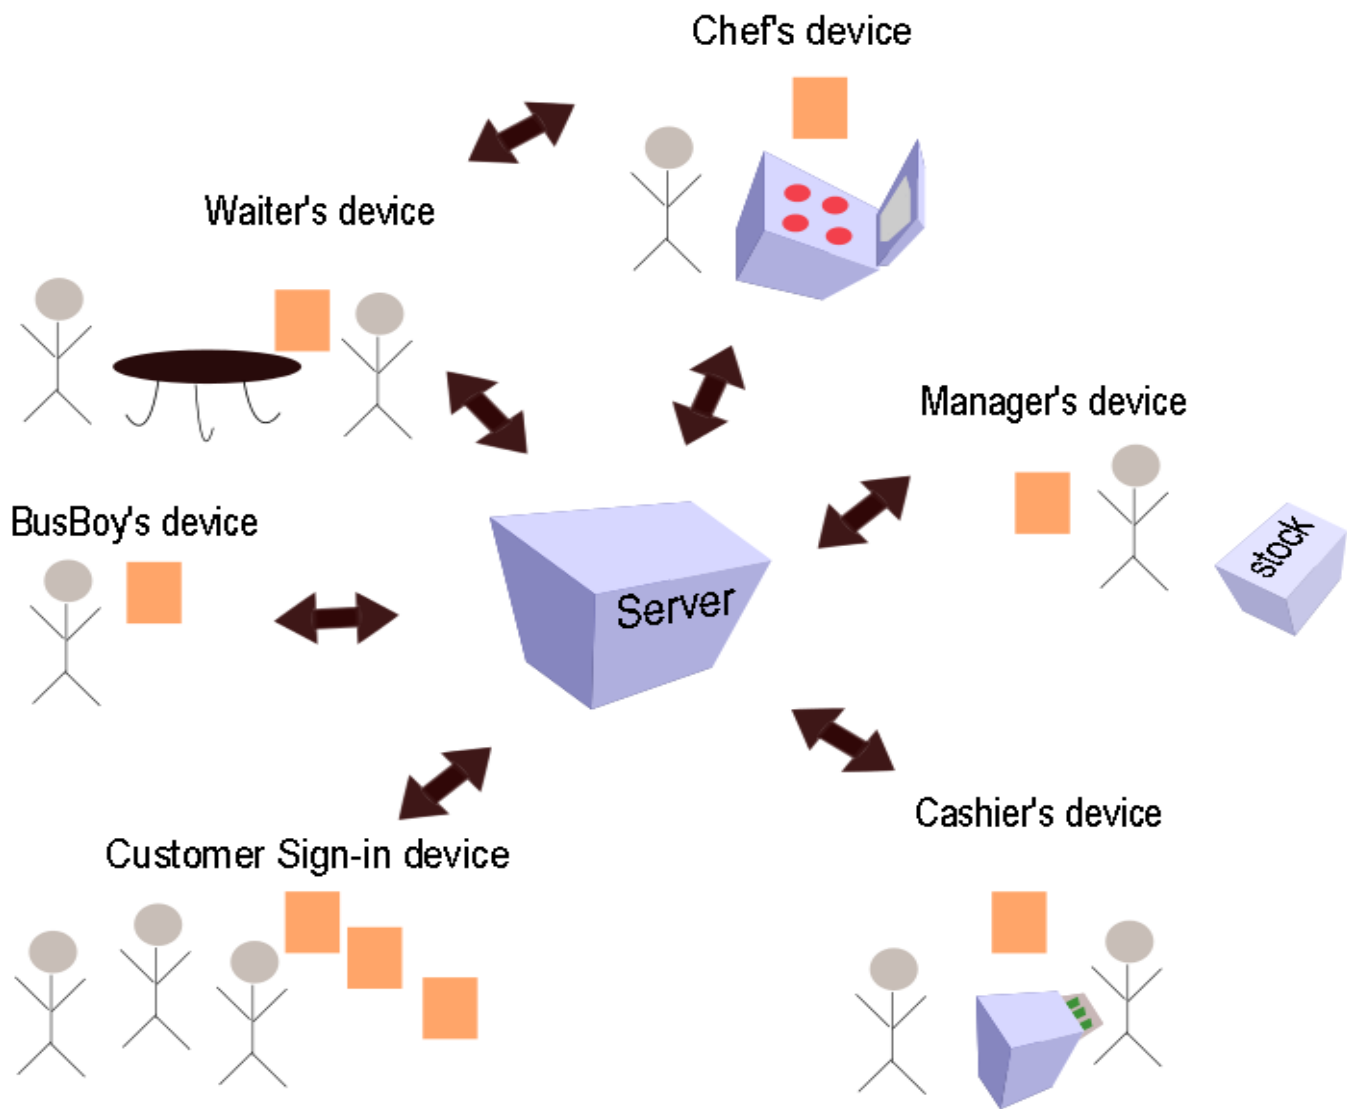 Chef's device
Waiter's device
Manager's device
BusBoy's device
stock
Server
Cashier's device
Customer Sign-in device